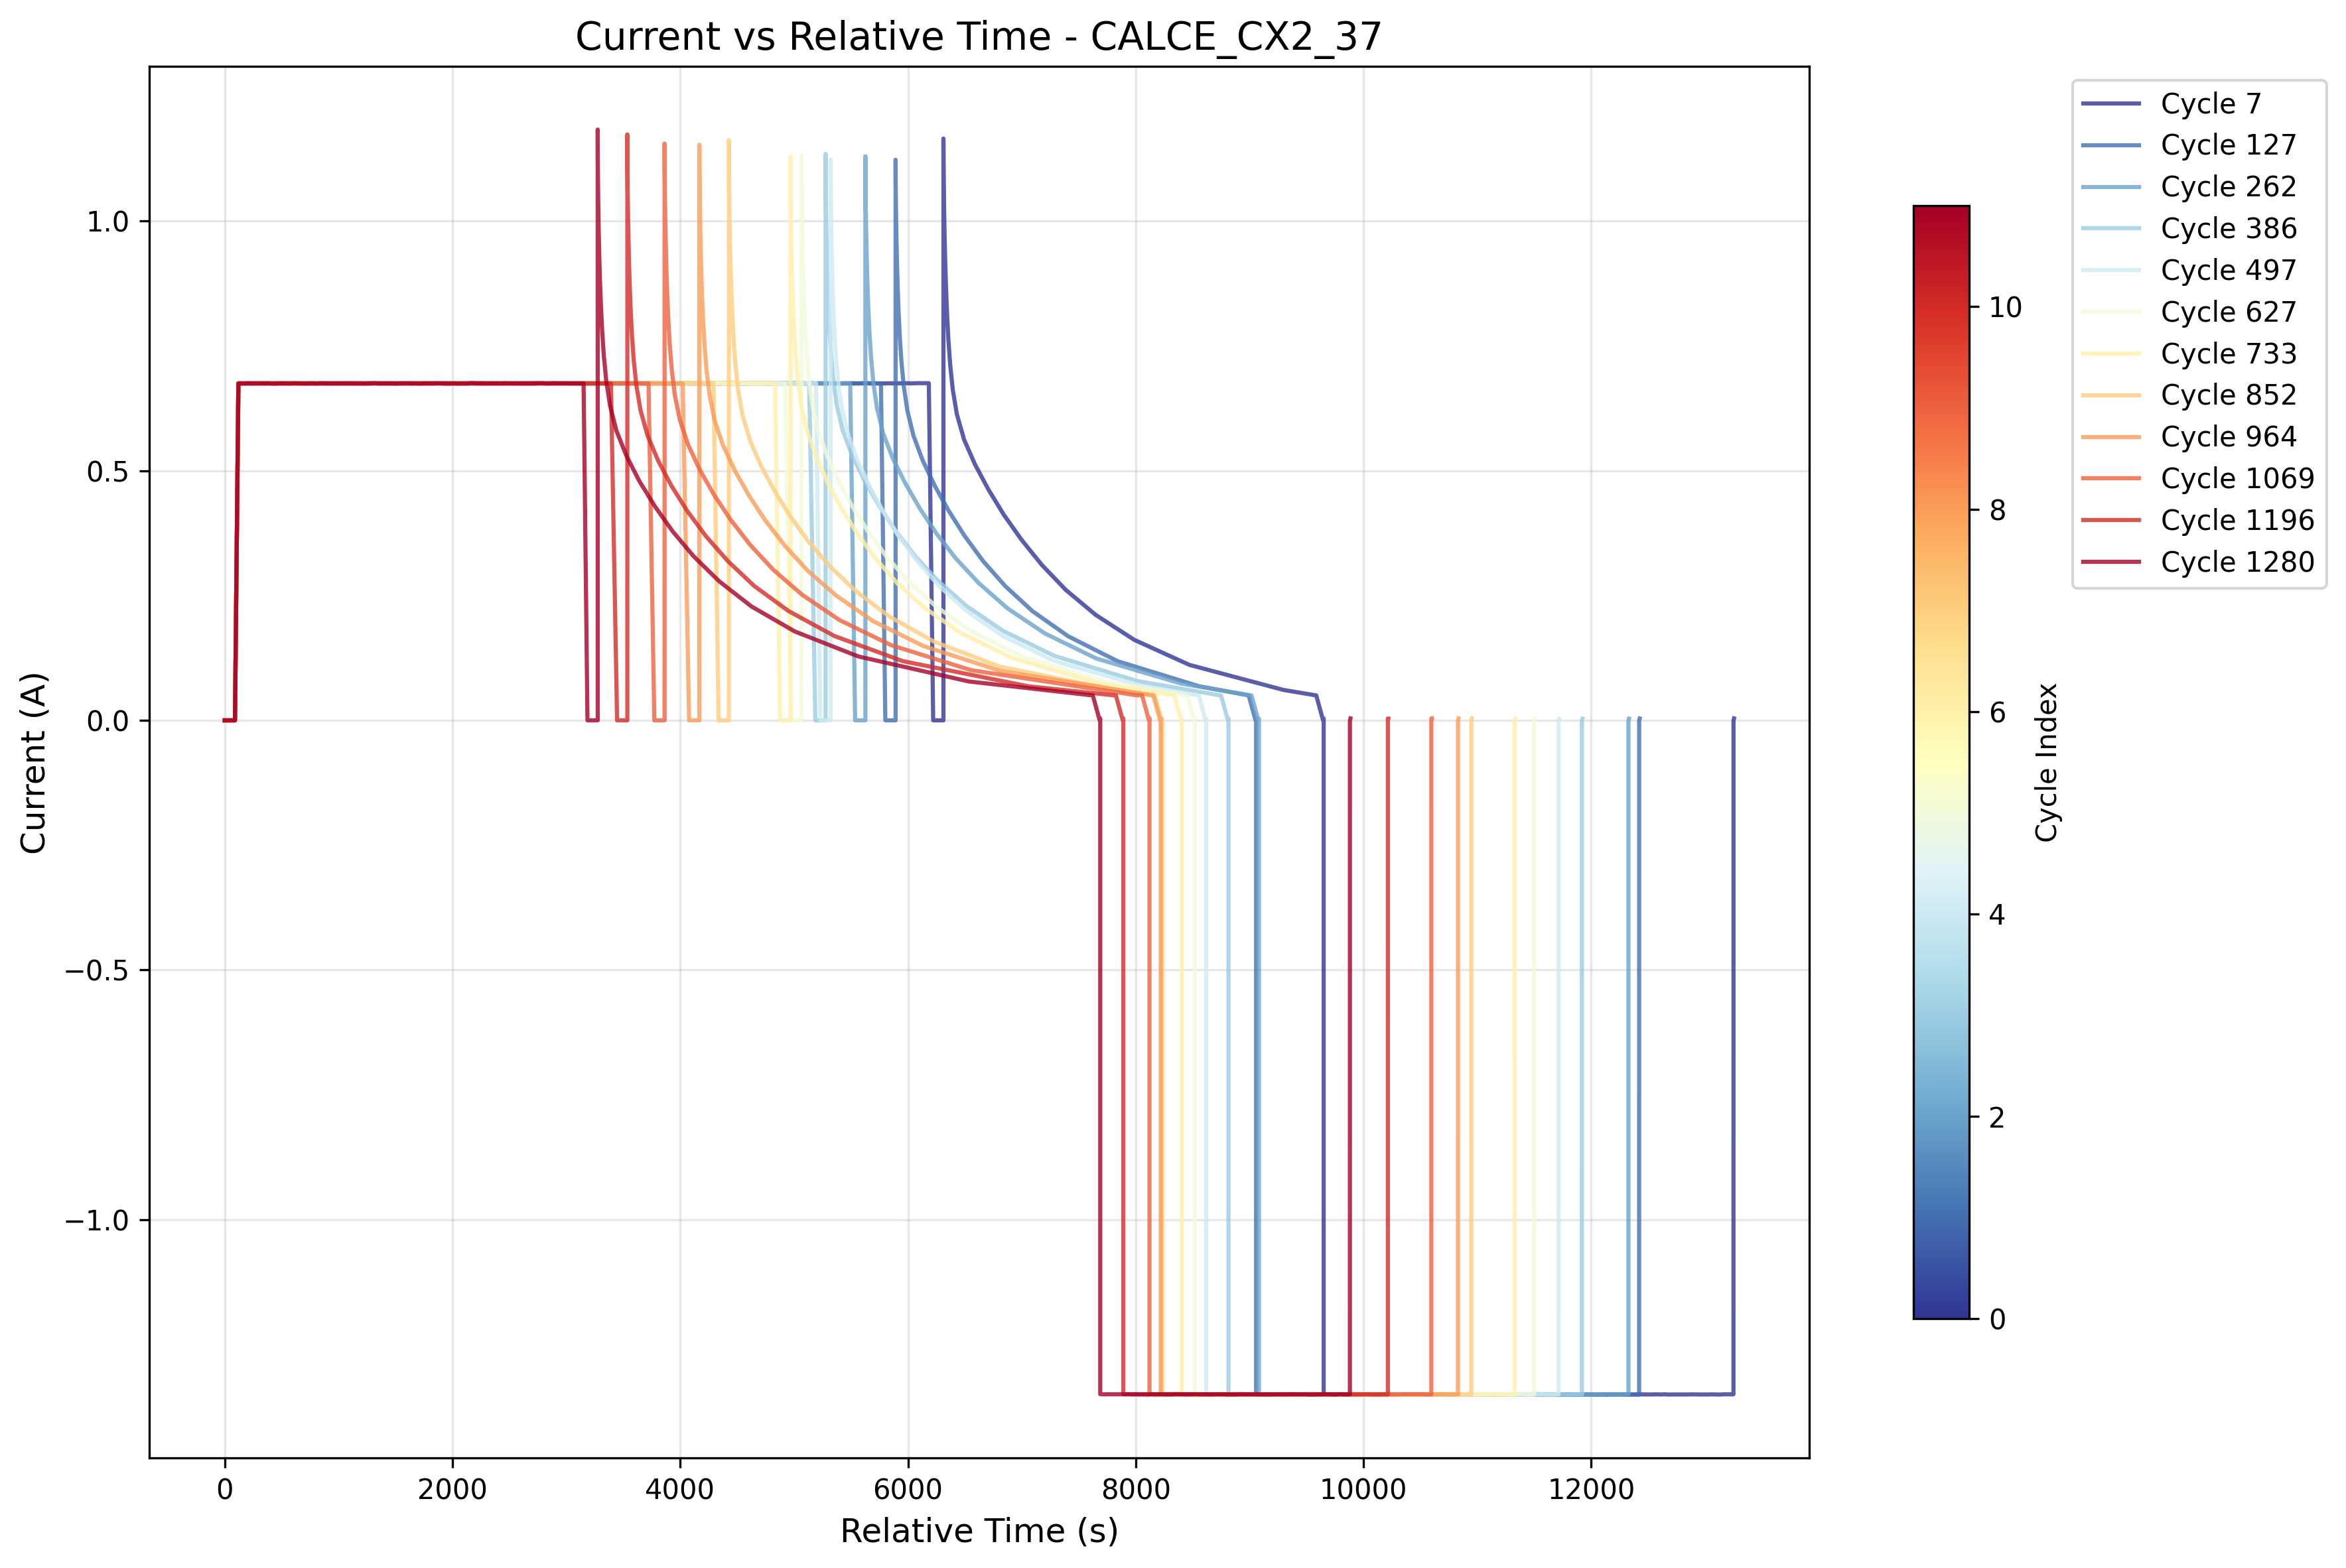 Current vs Relative Time - CALCE_CX2_37
Current (A)
1.0
0.5
0.0
−0.5
−1.0
0
2000
4000
6000
8000
10000
12000
Relative Time (s)
10
8
6
4
2
0
Cycle Index
Cycle 7
Cycle 127
Cycle 262
Cycle 386
Cycle 497
Cycle 627
Cycle 733
Cycle 852
Cycle 964
Cycle 1069
Cycle 1196
Cycle 1280